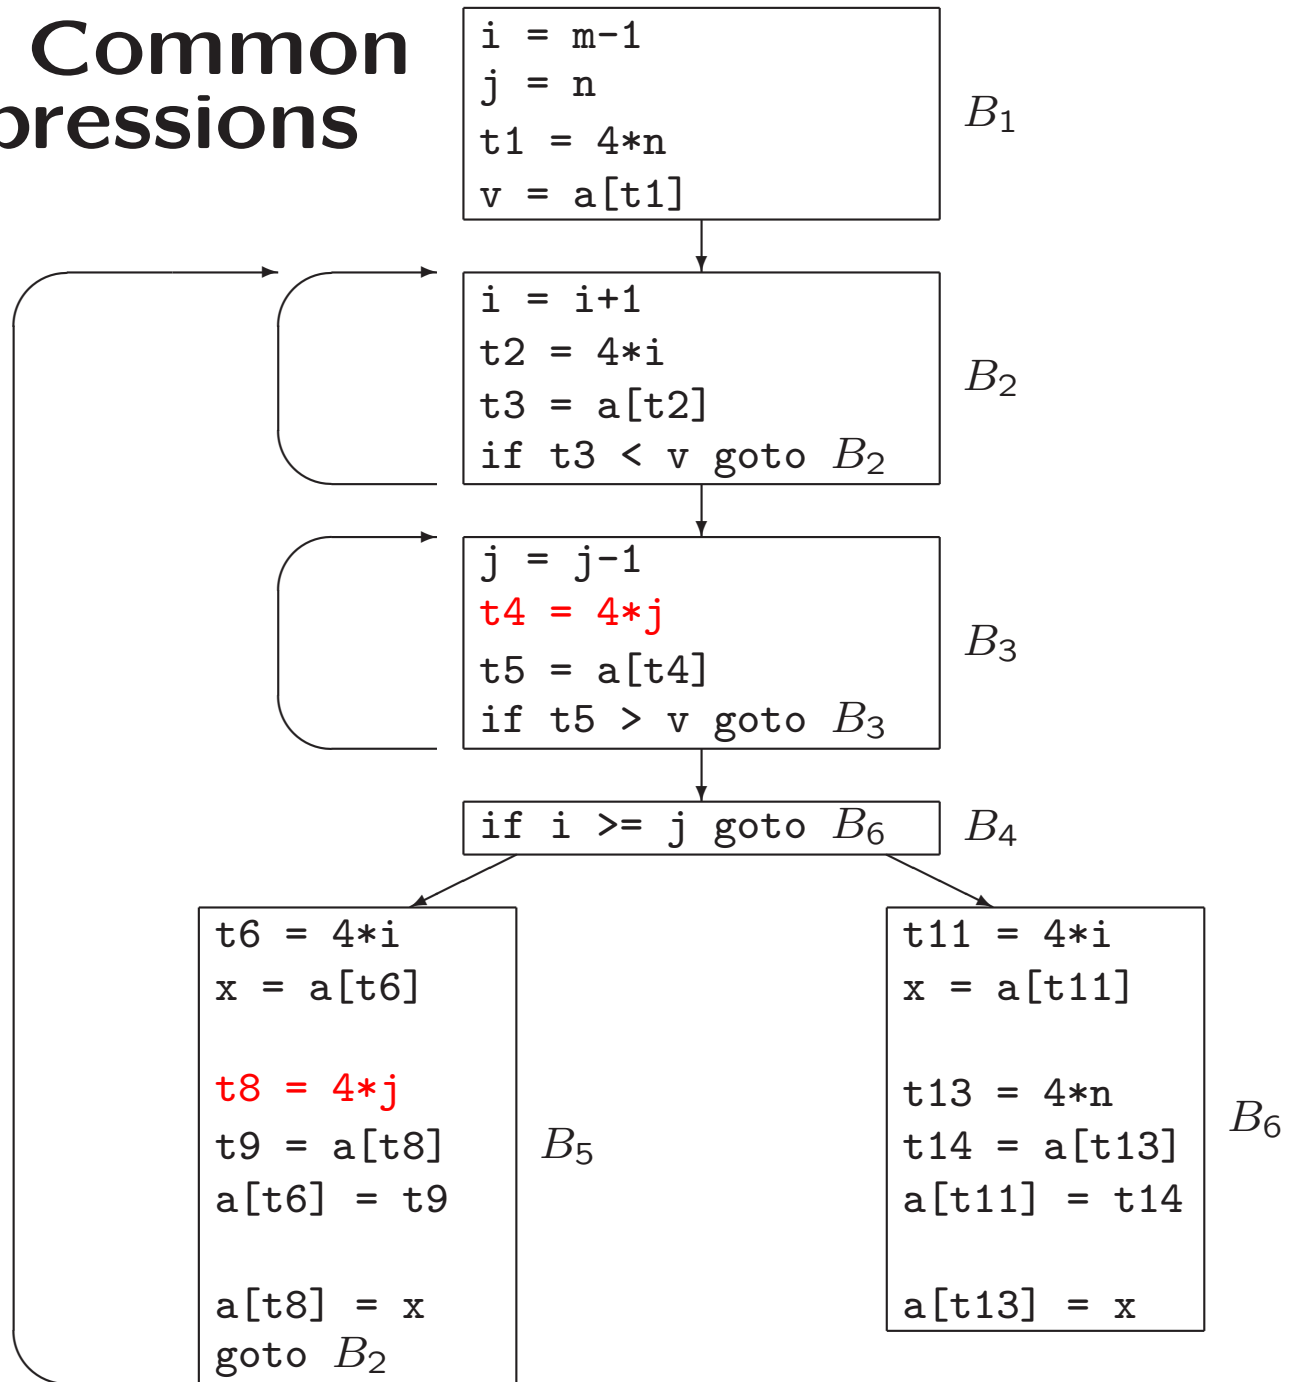 Common
pressions
i = m-1
j = n
t1 = 4*n
v = a[t1]
B1
i = i+1
t2 = 4*i
t3 = a[t2]
if t3 < v goto B2
B2
j = j-1
t4 = 4*j
t5 = a[t4]
if t5 > v goto B3
B3
if i >= j goto B6
B4
t6 = 4*i
x = a[t6]
t8 = 4*j
t9 = a[t8]
a[t6] = t9
a[t8] = x
goto B2
B5
t11 = 4*i
x = a[t11]
t13 = 4*n
t14 = a[t13]
a[t11] = t14
a[t13] = x
B6